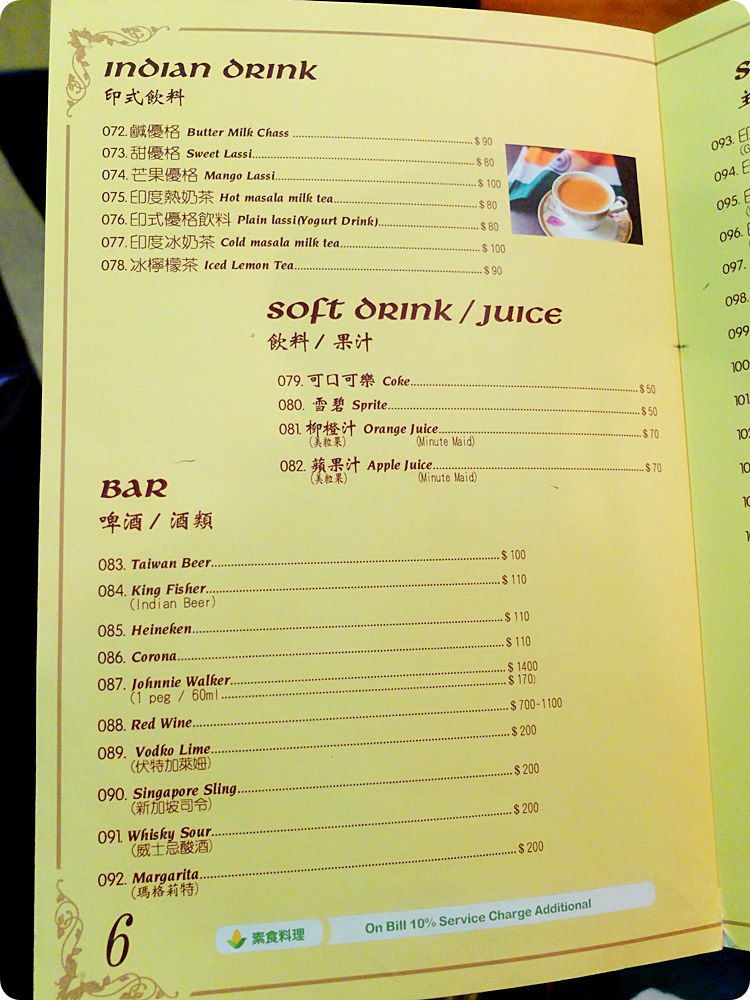 INDIAN DRINK
印式飲料
072. 鹹優格 Butter Milk Chass $90
073. 甜優格 Sweet Lassi $80
074. 芒果優格 Mango Lassi $100
075. 印度熱奶茶 Hot masala milk tea $80
076. 印式優格飲料 Plain lassi(Yogurt Drink) $80
077. 印度冰奶茶 Cold masala milk tea $100
078. 冰檸檬茶 Iced Lemon Tea $90
SOFT DRINK / JUICE
飲料 / 果汁
079. 可口可樂 Coke $50
080. 雪碧 Sprite $50
081. 柳橙汁 Orange Juice $70
(美粒果) (Minute Maid)
082. 蘋果汁 Apple Juice $70
(美粒果) (Minute Maid)
BAR
啤酒 / 酒類
083. Taiwan Beer $100
084. King Fisher $110
(Indian Beer)
085. Heineken $110
086. Corona $110
087. Johnnie Walker $1400
(1 peg / 60ml $170)
088. Red Wine $700-1100
089. Vodko Lime $200
(伏特加萊姆)
090. Singapore Sling $200
(新加坡司令)
091. Whisky Sour $200
(威士忌酸酒)
092. Margarita $200
(瑪格莉特)
6
素食料理
On Bill 10% Service Charge Additional
093. 
094. 
095. 
096. 
097. 
098.